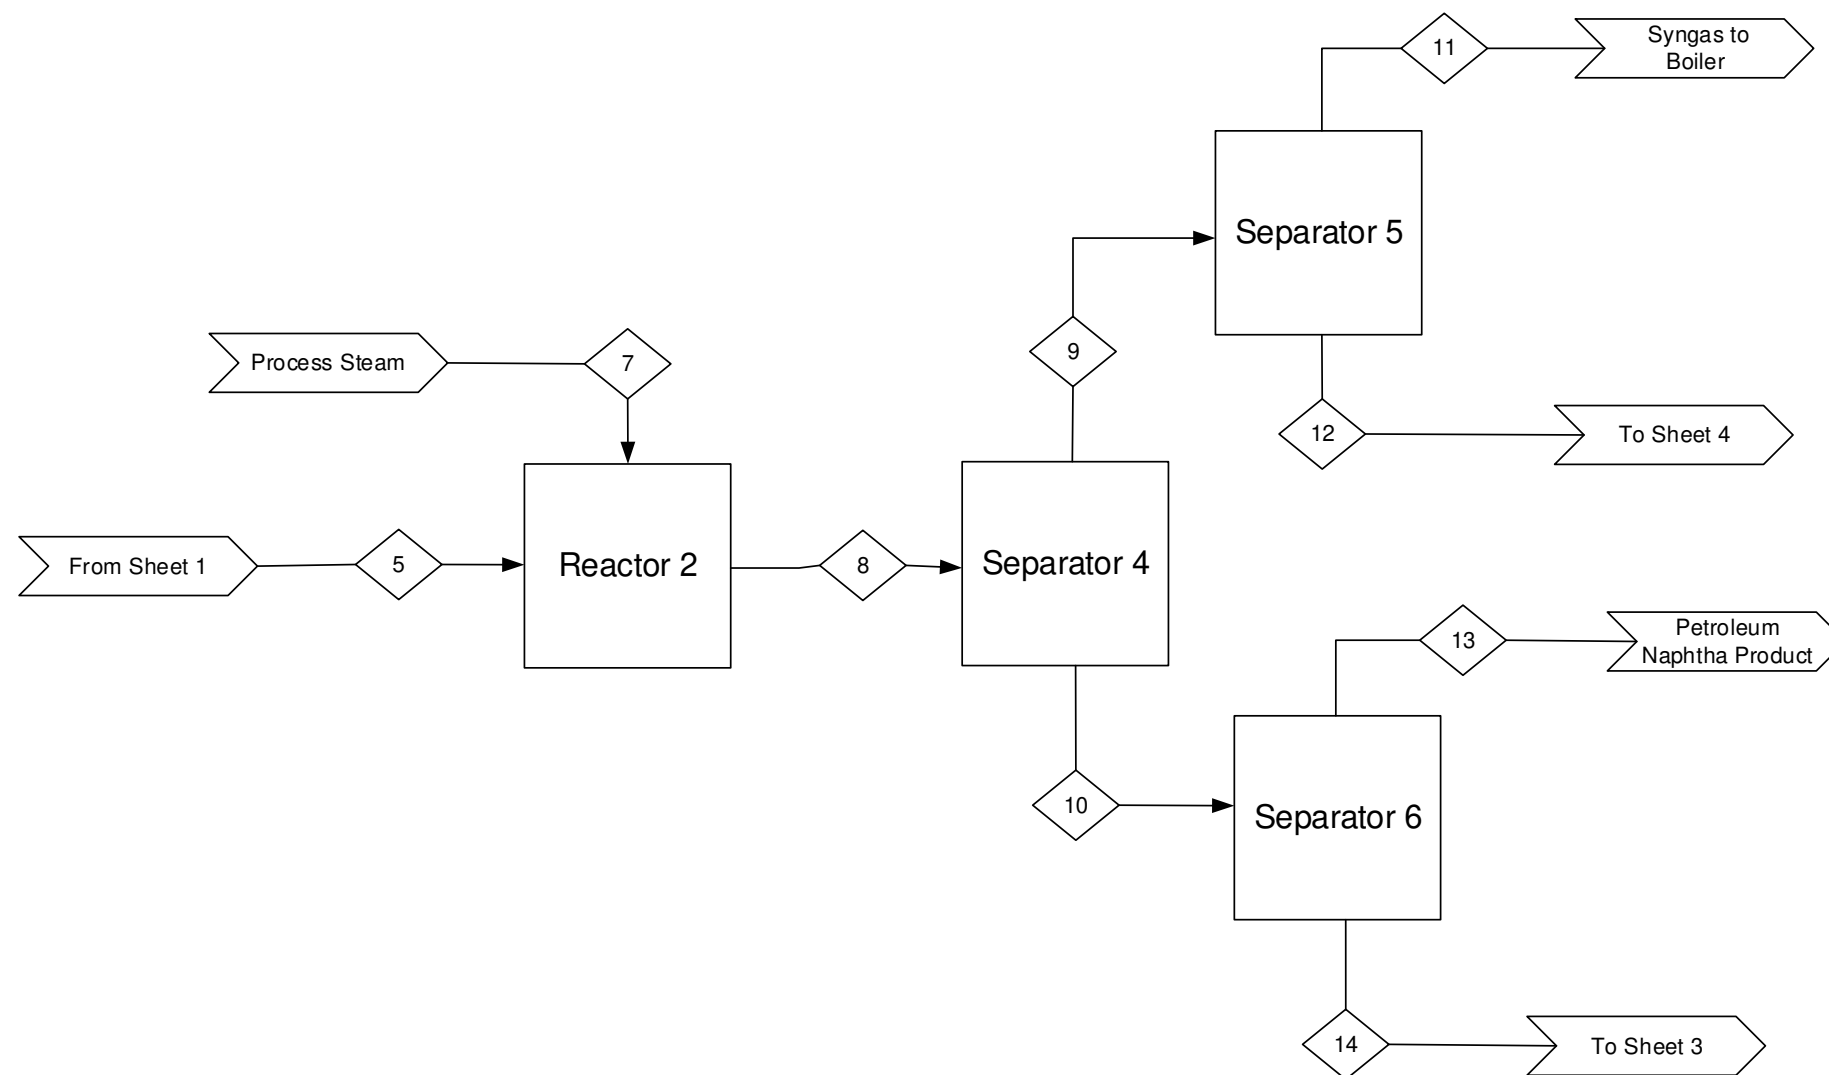 11
Syngas to
Boiler
Separator 5
9
Process Steam
7
12
To Sheet 4
From Sheet 1
5
Reactor 2
8
Separator 4
13
Petroleum
Naphtha Product
10
Separator 6
14
To Sheet 3